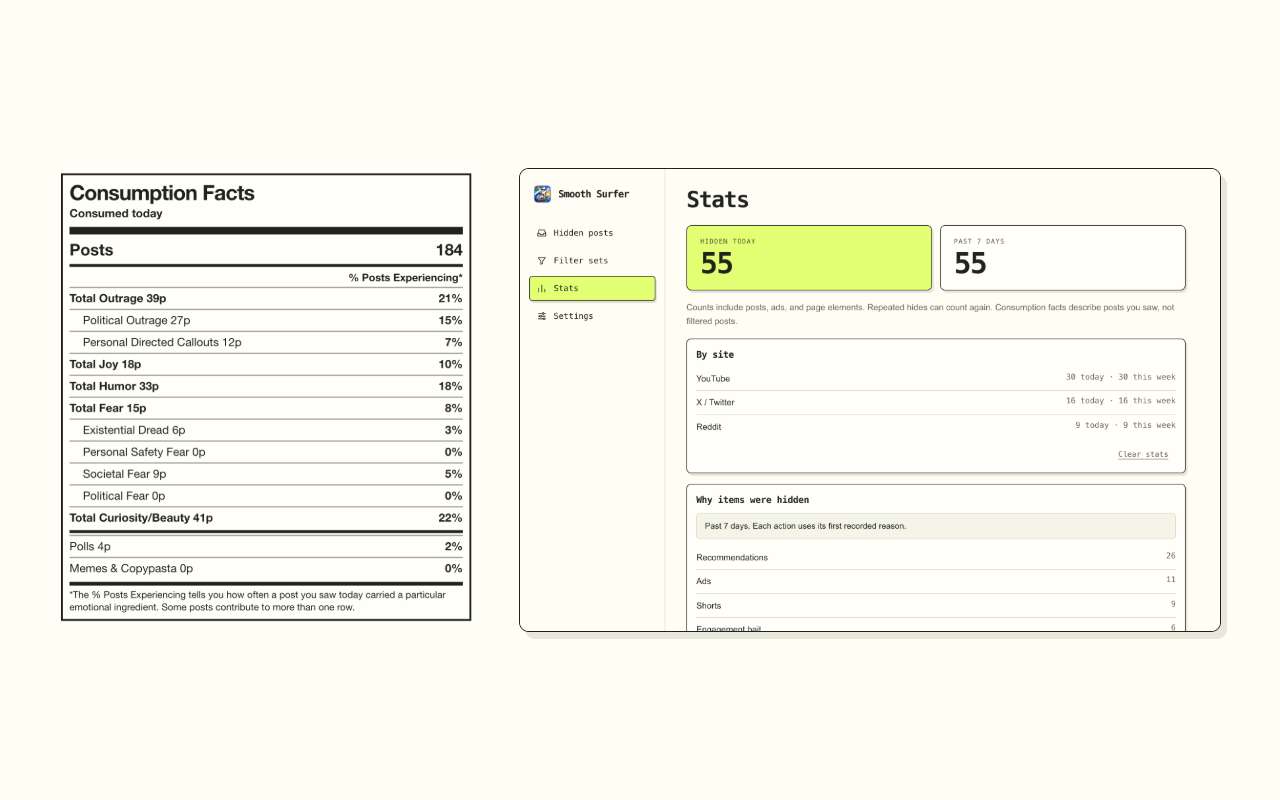 Consumption Facts
Consumed today
Posts 184
% Posts Experiencing*
Total Outrage 39p 21%
Political Outrage 27p 15%
Personal Directed Callouts 12p 7%
Total Joy 18p 10%
Total Humor 33p 18%
Total Fear 15p 8%
Existential Dread 6p 3%
Personal Safety Fear 0p 0%
Societal Fear 9p 5%
Political Fear 0p 0%
Total Curiosity/Beauty 41p 22%
Polls 4p 2%
Memes & Copypasta 0p 0%
*The % Posts Experiencing tells you how often a post you saw today carried a particular
emotional ingredient. Some posts contribute to more than one row.
Smooth Surfer
Hidden posts
Filter sets
Stats
Settings
Stats
HIDDEN TODAY
55
PAST 7 DAYS
55
Counts include posts, ads, and page elements. Repeated hides can count again. Consumption facts describe posts you saw, not
filtered posts.
By site
YouTube 30 today · 30 this week
X / Twitter 16 today · 16 this week
Reddit 9 today · 9 this week
Clear stats
Why items were hidden
Past 7 days. Each action uses its first recorded reason.
Recommendations 26
Ads 11
Shorts 9
Engagement bait 6